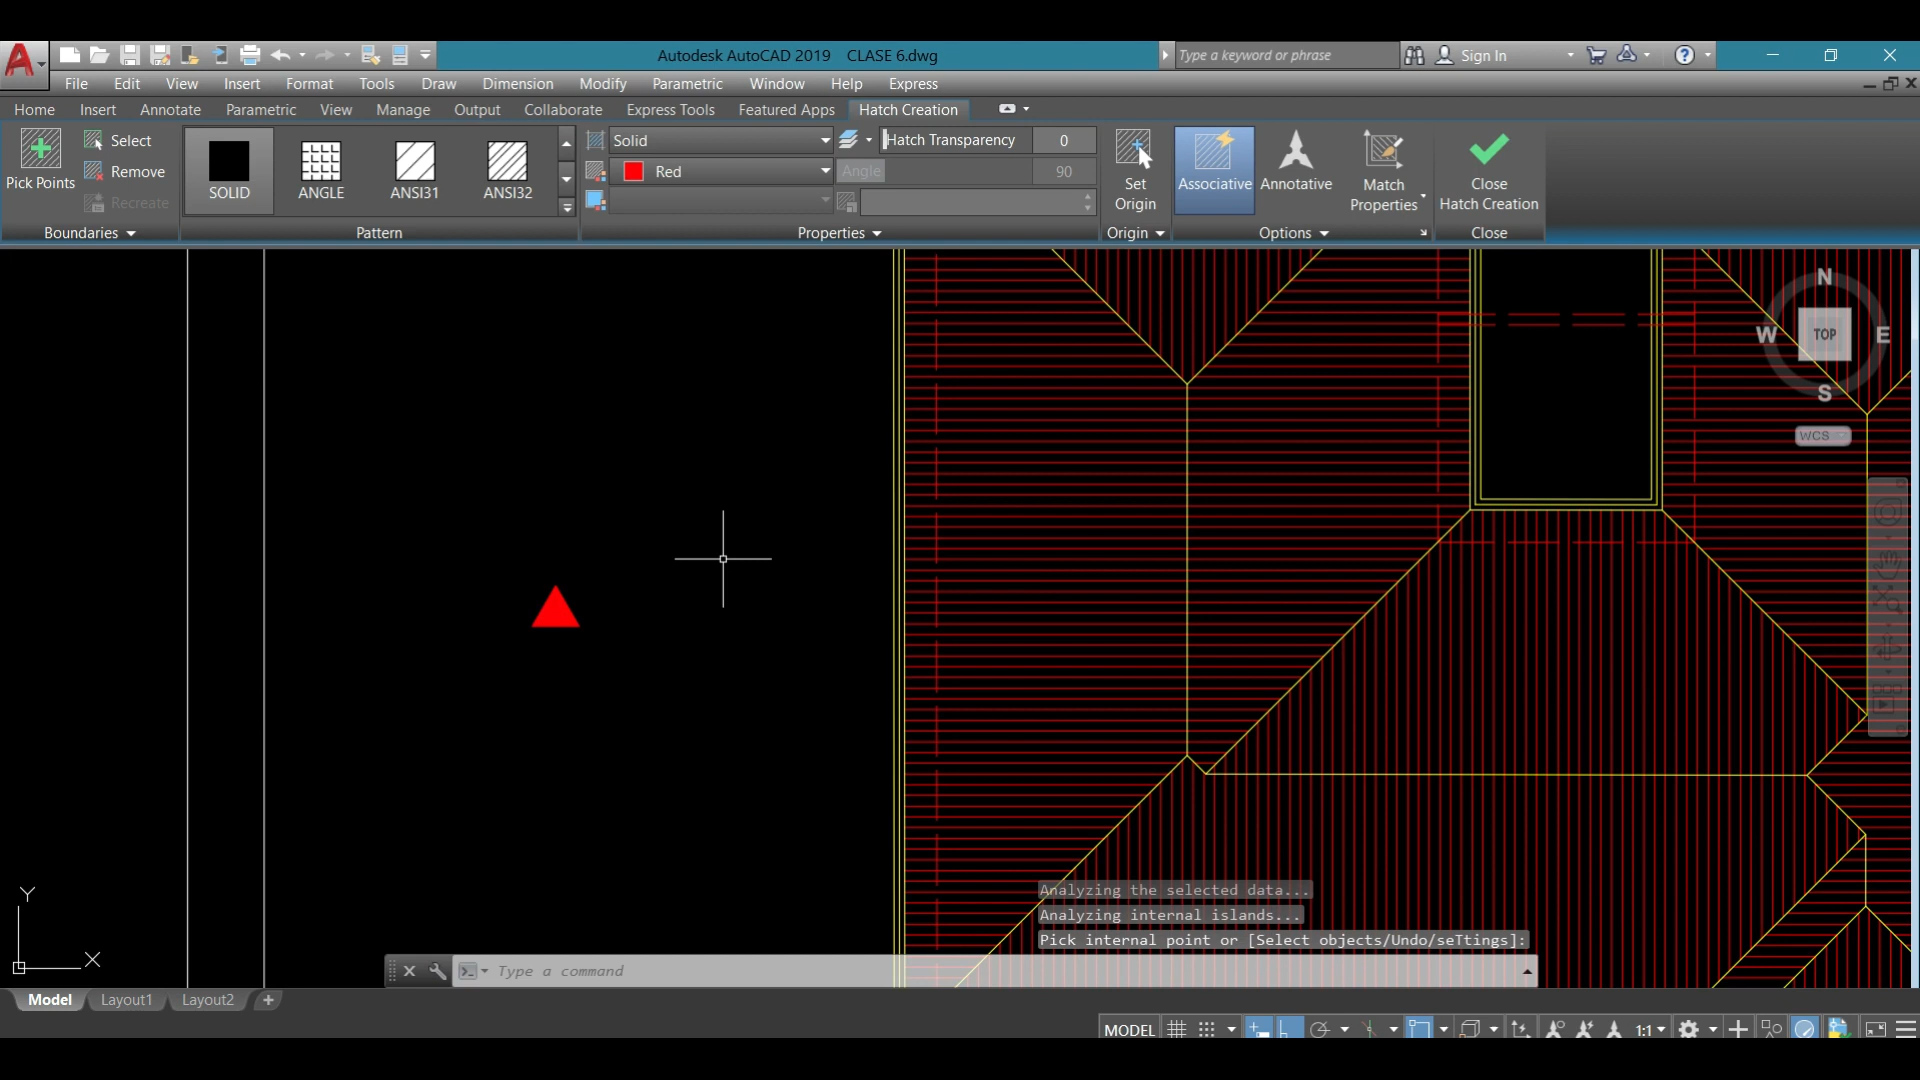 Autodesk AutoCAD 2019 CLASE 6.dwg
Type a keyword or phrase
Sign In
File Edit View Insert Format Tools Draw Dimension Modify Parametric Window Help Express
Home Insert Annotate Parametric View Manage Output Collaborate Express Tools Featured Apps Hatch Creation
Pick Points
Select
Remove
Recreate
Boundaries
SOLID
ANGLE
ANSI31
ANSI32
Pattern
Solid
Hatch Transparency 0
Red
Angle 90
Properties
Set
Origin
Origin
Associative
Annotative
Match
Properties
Options
Close
Hatch Creation
Close
N
W TOP E
S
WCS
Analyzing the selected data...
Analyzing internal islands...
Pick internal point or [Select objects/Undo/seTtings]:
Type a command
Y
X
Model Layout1 Layout2 +
MODEL 1:1